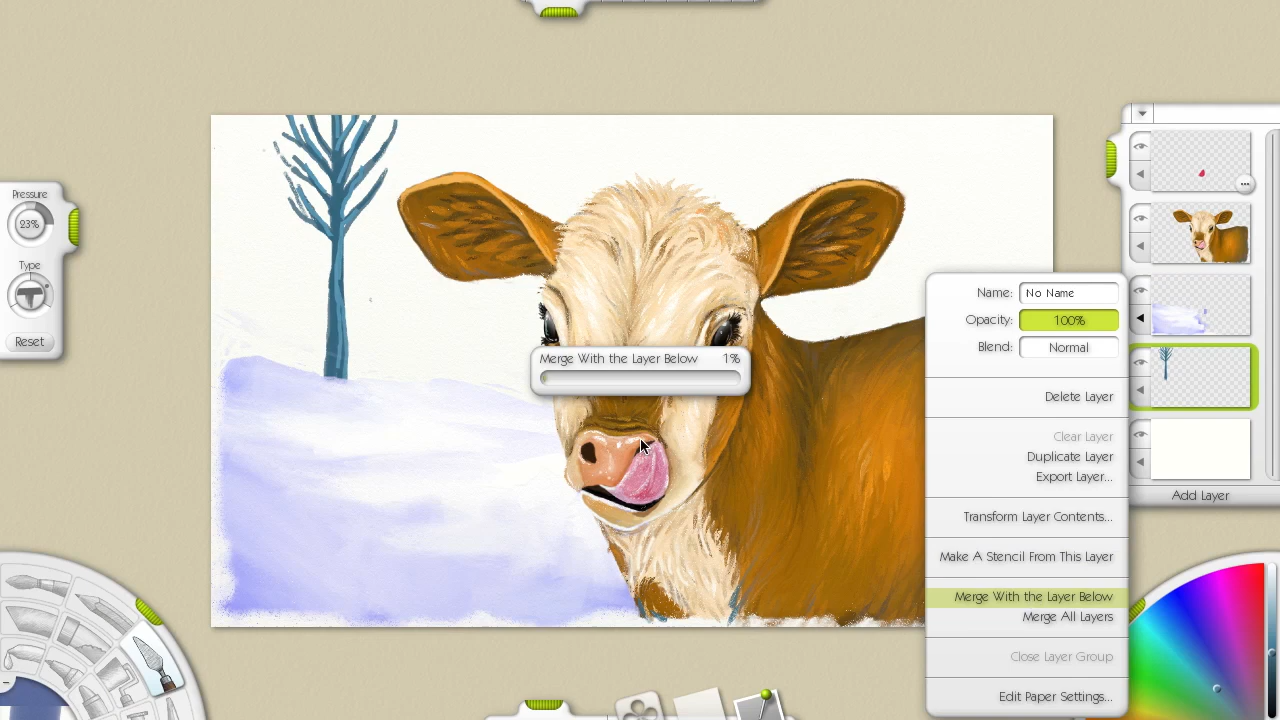 Pressure
23%
Type
Reset
Merge With the Layer Below 1%
Name: No Name
Opacity: 100%
Blend: Normal
Delete Layer
Clear Layer
Duplicate Layer
Export Layer...
Transform Layer Contents...
Make A Stencil From This Layer
Merge With the Layer Below
Merge All Layers
Close Layer Group
Edit Paper Settings...
Add Layer